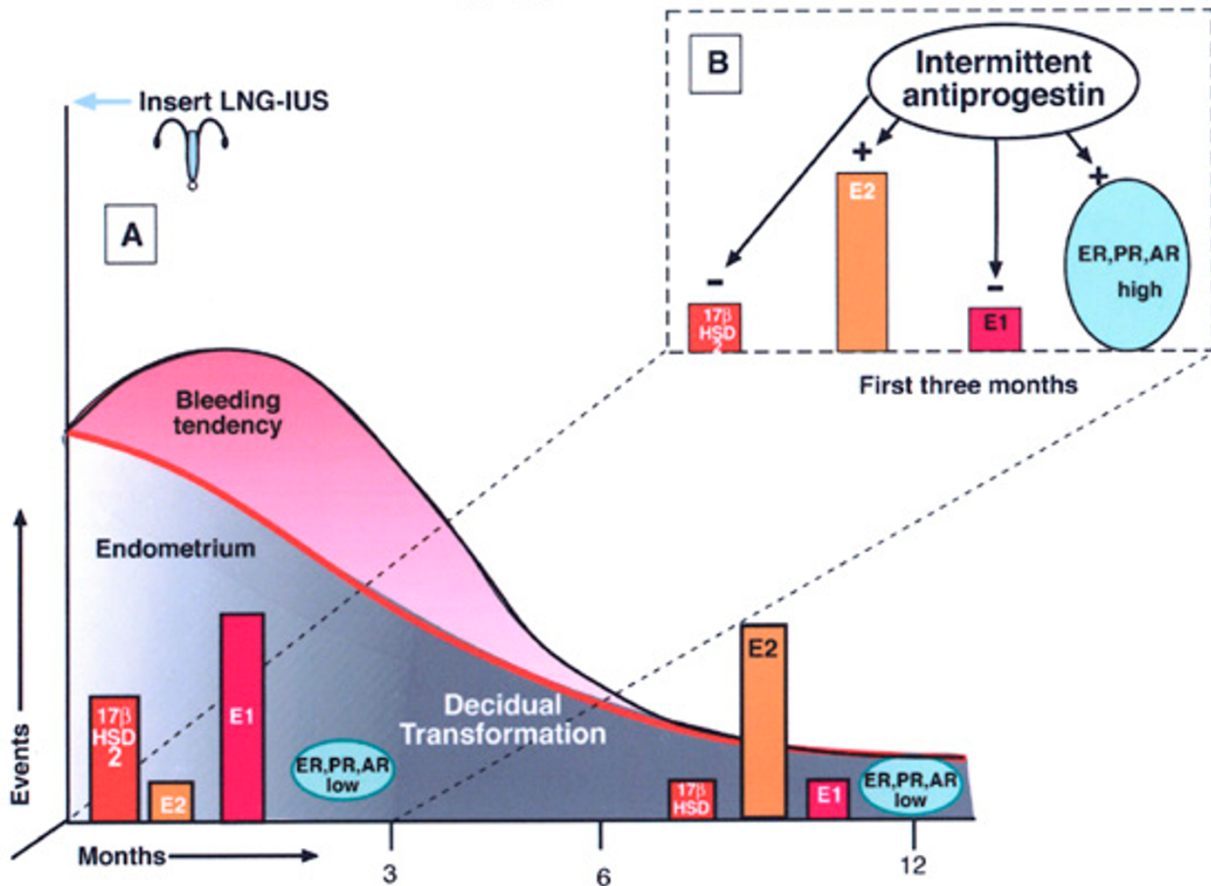 Insert LNG-IUS
A
Bleeding
tendency
Endometrium
Decidual
Transformation
17β
HSD
2
E2
E1
ER,PR,AR
low
17β
HSD
E2
E1
ER,PR,AR
low
Events
Months
3
6
12
B
Intermittent
antiprogestin
-
+
-
+
17β
HSD
2
E2
E1
ER,PR,AR
high
First three months